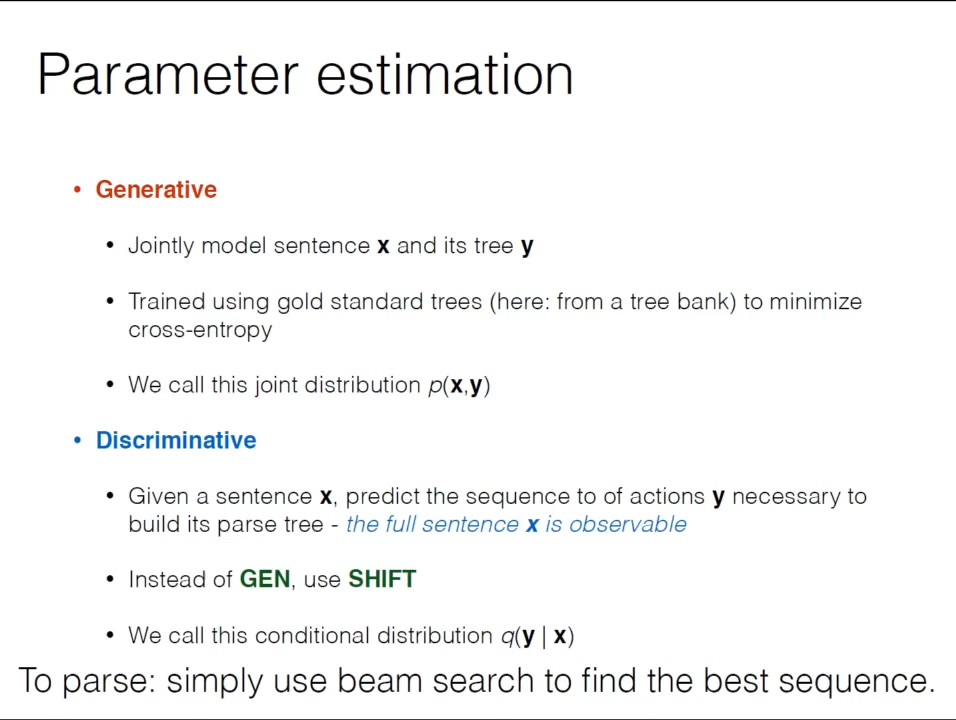 Parameter estimation
• Generative
• Jointly model sentence x and its tree y
• Trained using gold standard trees (here: from a tree bank) to minimize
cross-entropy
• We call this joint distribution p(x,y)
• Discriminative
• Given a sentence x, predict the sequence to of actions y necessary to
build its parse tree - the full sentence x is observable
• Instead of GEN, use SHIFT
• We call this conditional distribution q(y | x)
To parse: simply use beam search to find the best sequence.